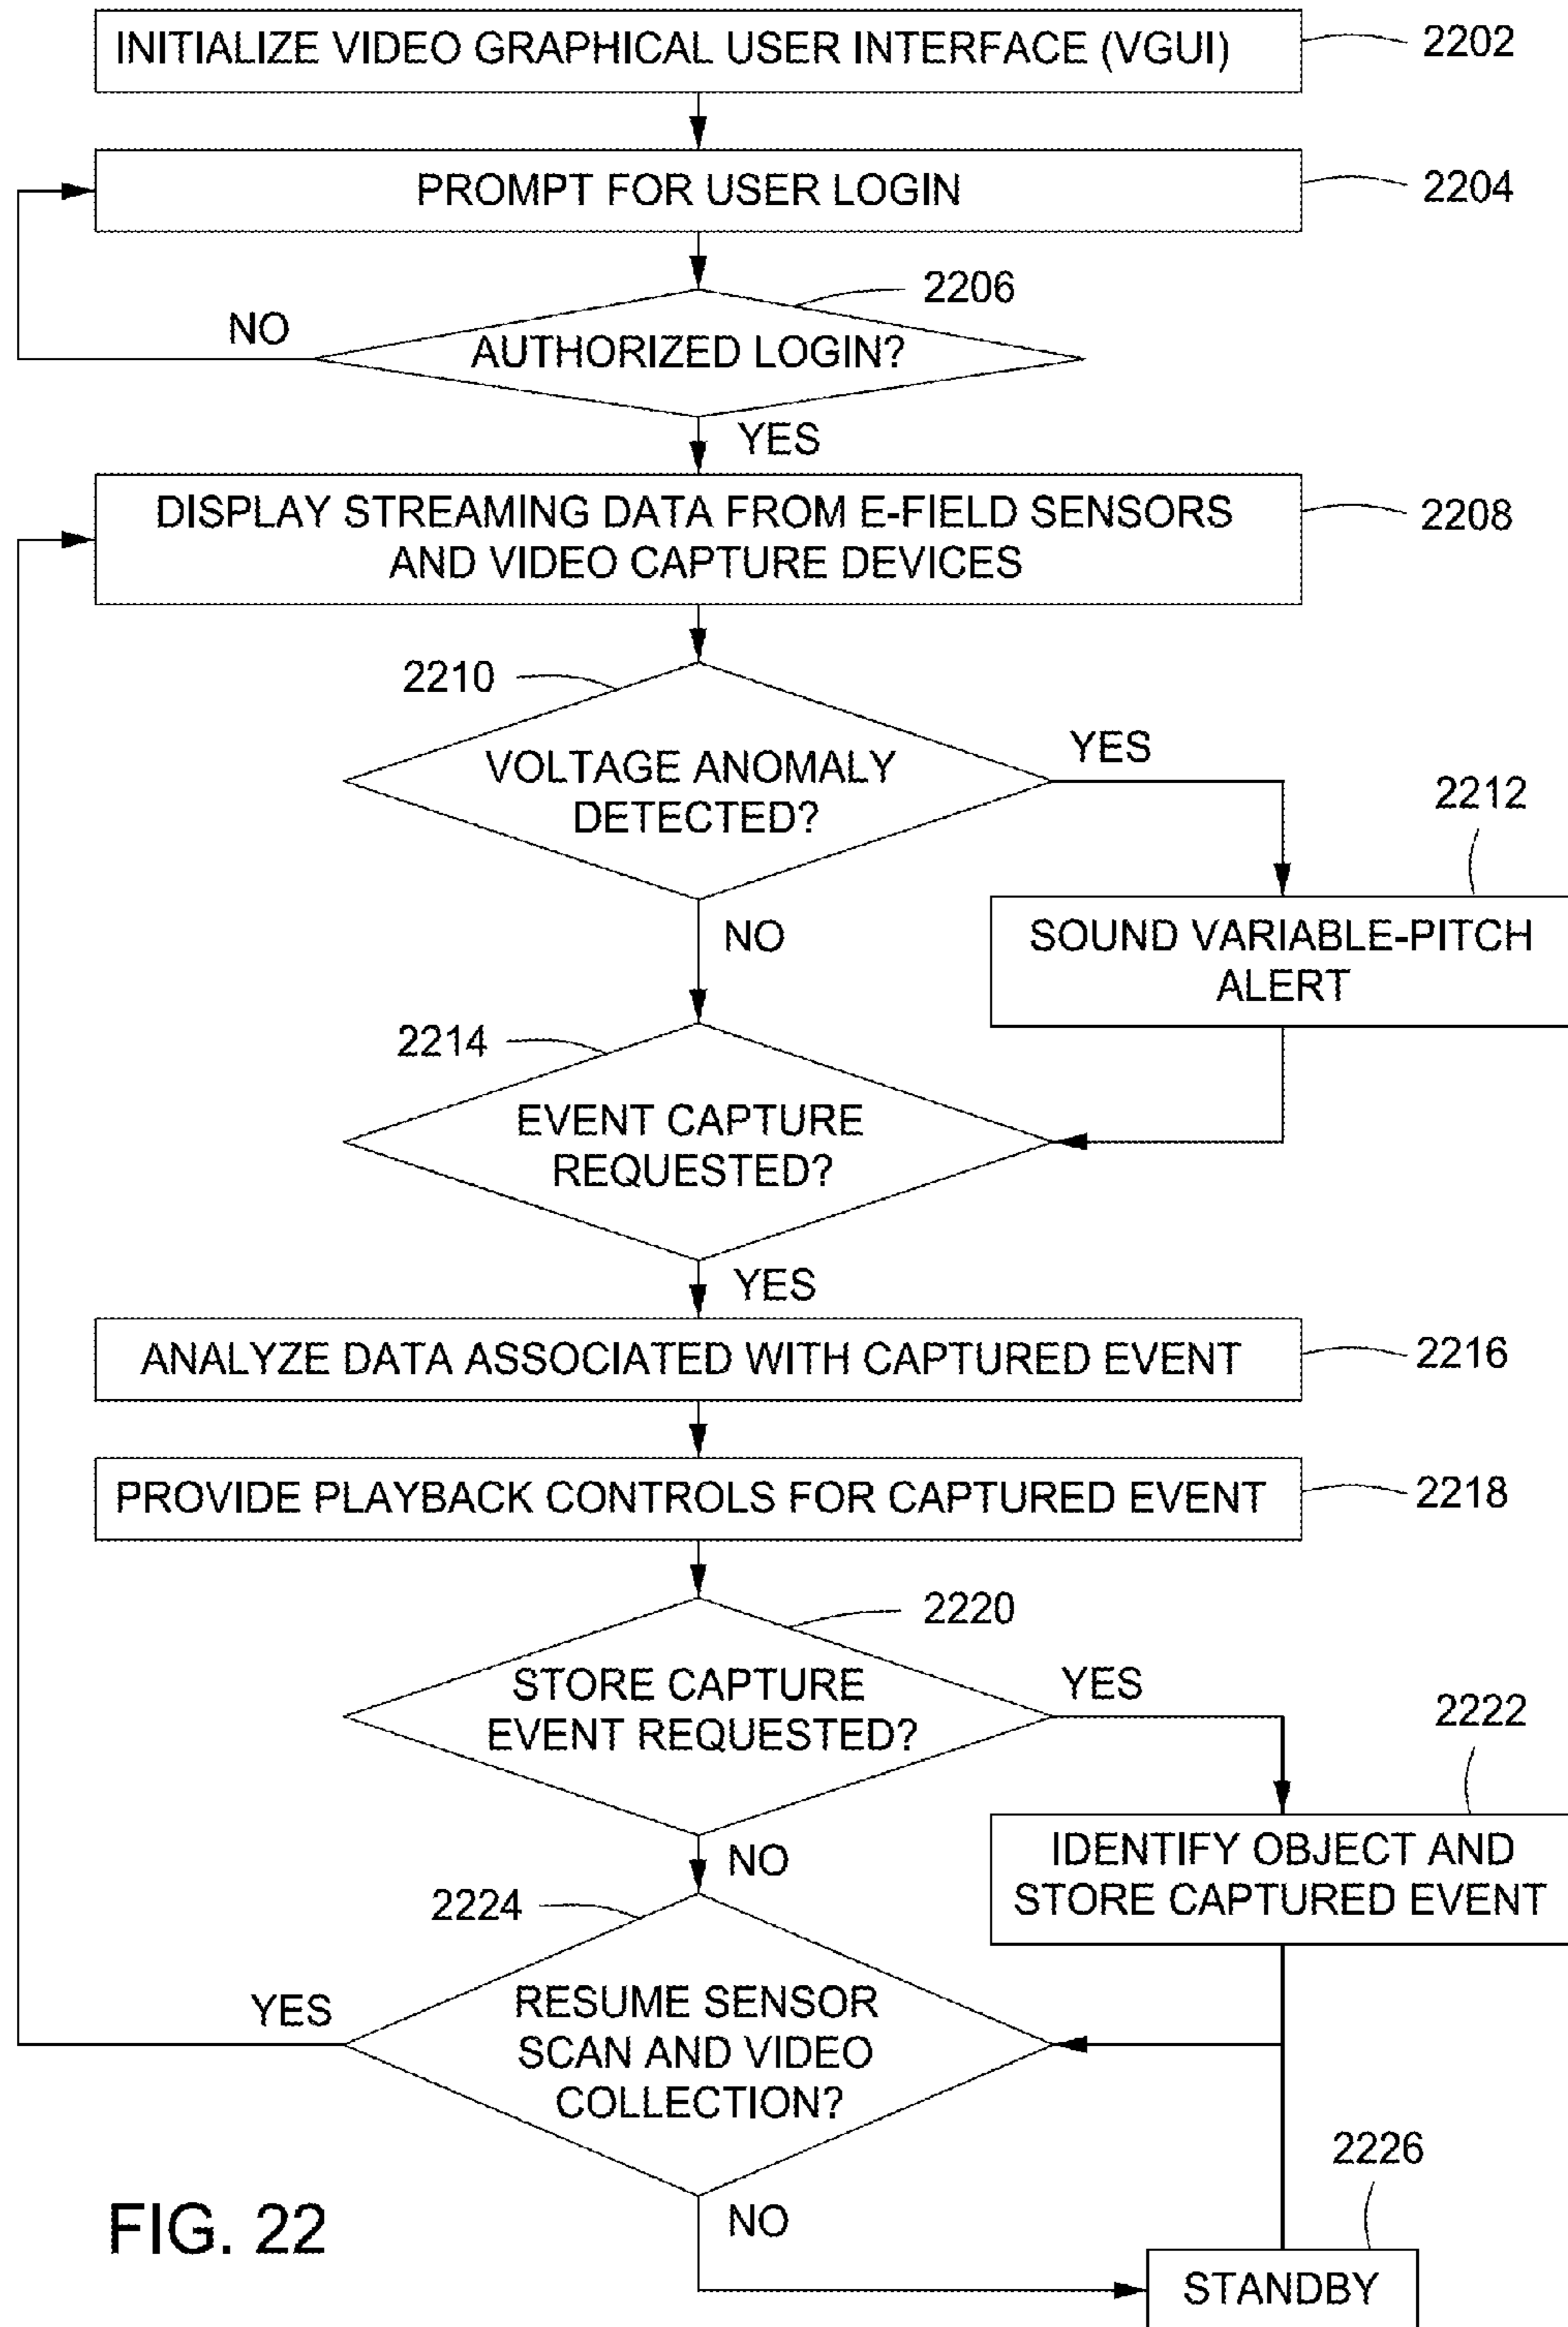 INITIALIZE VIDEO GRAPHICAL USER INTERFACE (VGUI)
2202
PROMPT FOR USER LOGIN
2204
2206
NO
AUTHORIZED LOGIN?
YES
DISPLAY STREAMING DATA FROM E-FIELD SENSORS
AND VIDEO CAPTURE DEVICES
2208
2210
VOLTAGE ANOMALY
DETECTED?
YES
2212
SOUND VARIABLE-PITCH
ALERT
NO
2214
EVENT CAPTURE
REQUESTED?
YES
ANALYZE DATA ASSOCIATED WITH CAPTURED EVENT
2216
PROVIDE PLAYBACK CONTROLS FOR CAPTURED EVENT
2218
2220
STORE CAPTURE
EVENT REQUESTED?
YES
2222
IDENTIFY OBJECT AND
STORE CAPTURED EVENT
NO
2224
YES
RESUME SENSOR
SCAN AND VIDEO
COLLECTION?
2226
NO
FIG. 22
STANDBY